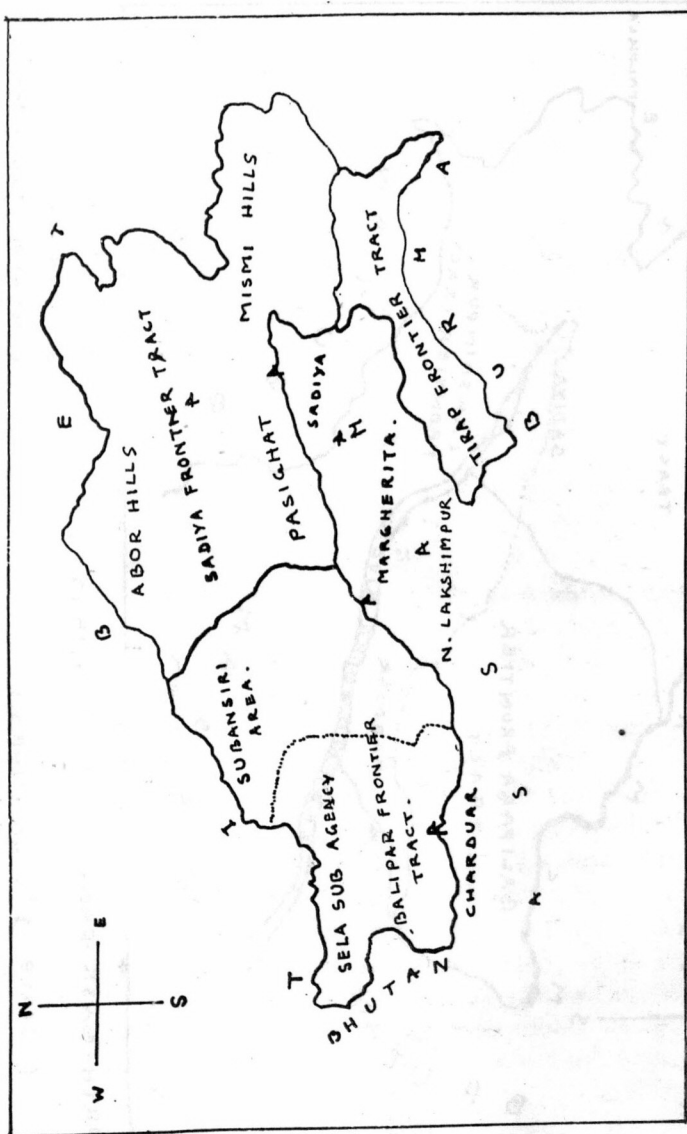 N
W E
S
T I B E T
ABOR HILLS
MISMI HILLS
SADIYA FRONTIER TRACT
PASIGHAT
SADIYA
SUBANSIRI
AREA.
SELA SUB AGENCY
BALIPAR FRONTIER
TRACT.
BHUTAN
CHARDUAR
MARGHERITA.
N. LAKSHIMPUR
TIRAP FRONTIER TRACT
A S S A M
B U R M A